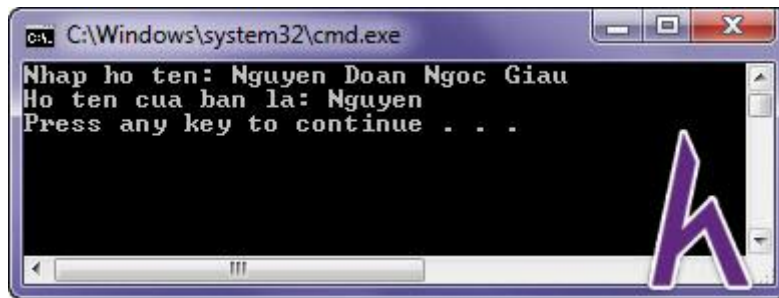 C:\Windows\system32\cmd.exe
Nhap ho ten: Nguyen Doan Ngoc Giau
Ho ten cua ban la: Nguyen
Press any key to continue . . .